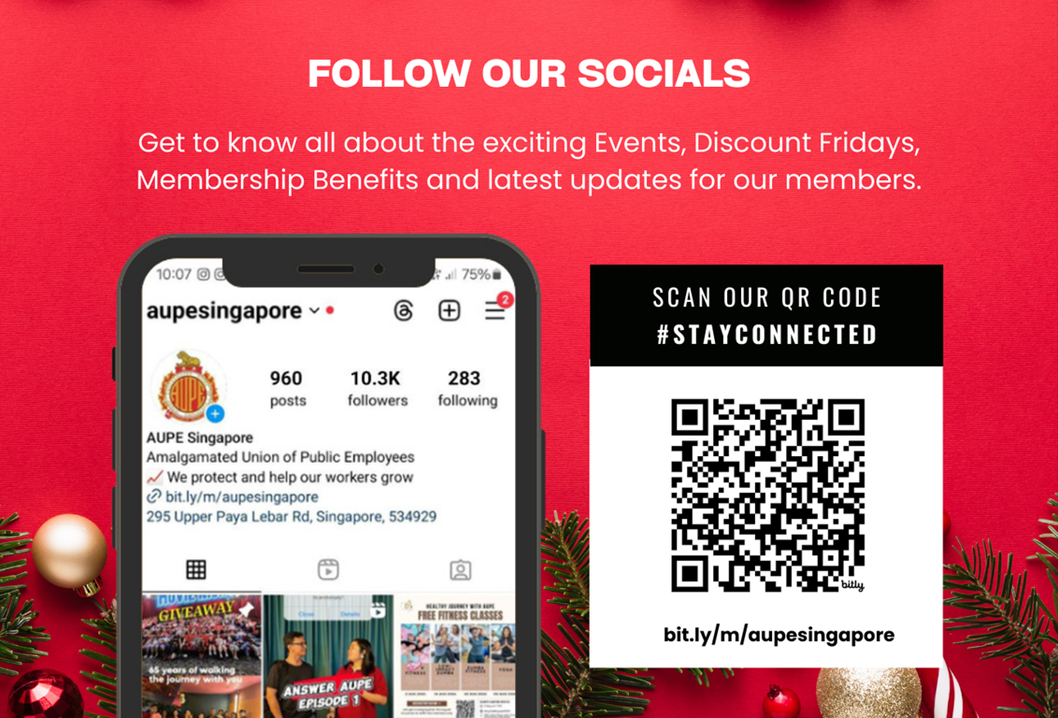 FOLLOW OUR SOCIALS
Get to know all about the exciting Events, Discount Fridays,
Membership Benefits and latest updates for our members.
10:07
75%
aupesingapore
2
AUPE
960
10.3K
283
posts
followers
following
AUPE Singapore
Amalgamated Union of Public Employees
We protect and help our workers grow
bit.ly/m/aupesingapore
295 Upper Paya Lebar Rd, Singapore, 534929
GIVEAWAY
65 years of walking
the journey with you
Close
Details
ANSWER AUPE
EPISODE 1
HEALTHY JOURNEY WITH AUPE
FREE FITNESS CLASSES
SCAN OUR QR CODE
#STAYCONNECTED
bitly
bit.ly/m/aupesingapore